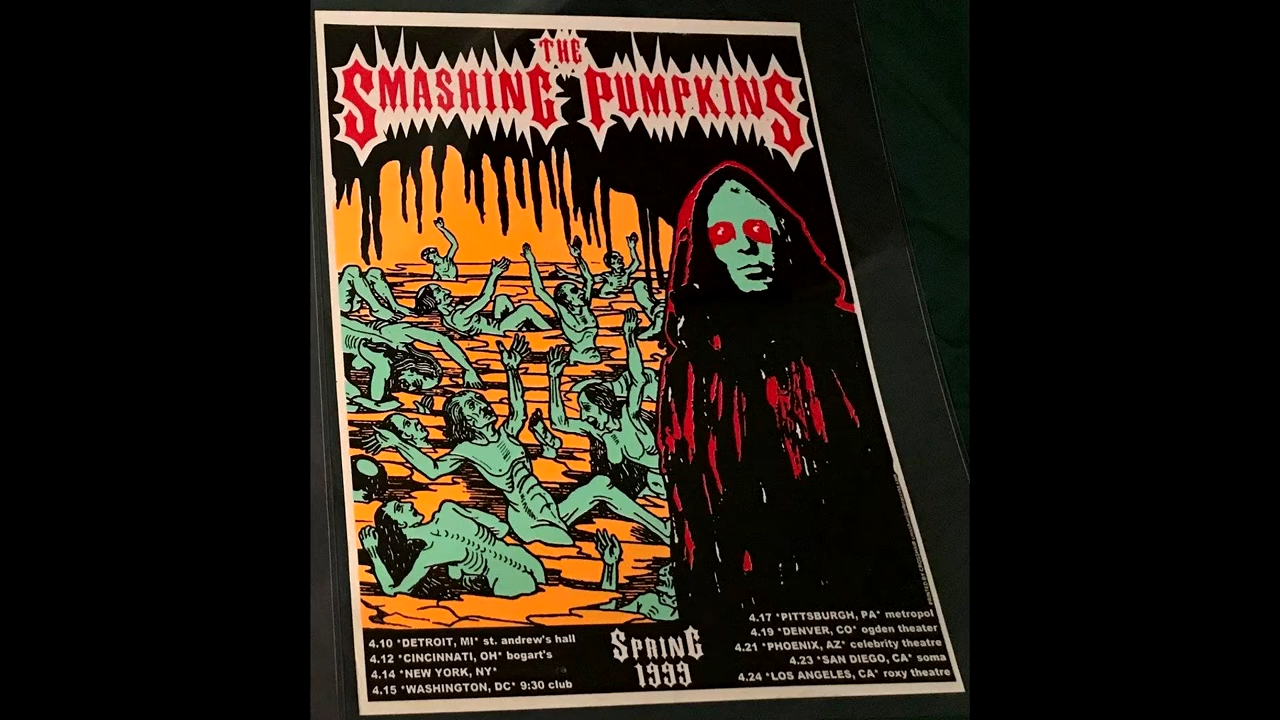 THE
SMASHING PUMPKINS
4.10 *DETROIT, MI* st. andrew's hall
4.12 *CINCINNATI, OH* bogart's
4.14 *NEW YORK, NY*
4.15 *WASHINGTON, DC* 9:30 club
SPRING
1999
4.17 *PITTSBURGH, PA* metropol
4.19 *DENVER, CO* ogden theater
4.21 *PHOENIX, AZ* celebrity theatre
4.23 *SAN DIEGO, CA* soma
4.24 *LOS ANGELES, CA* roxy theatre